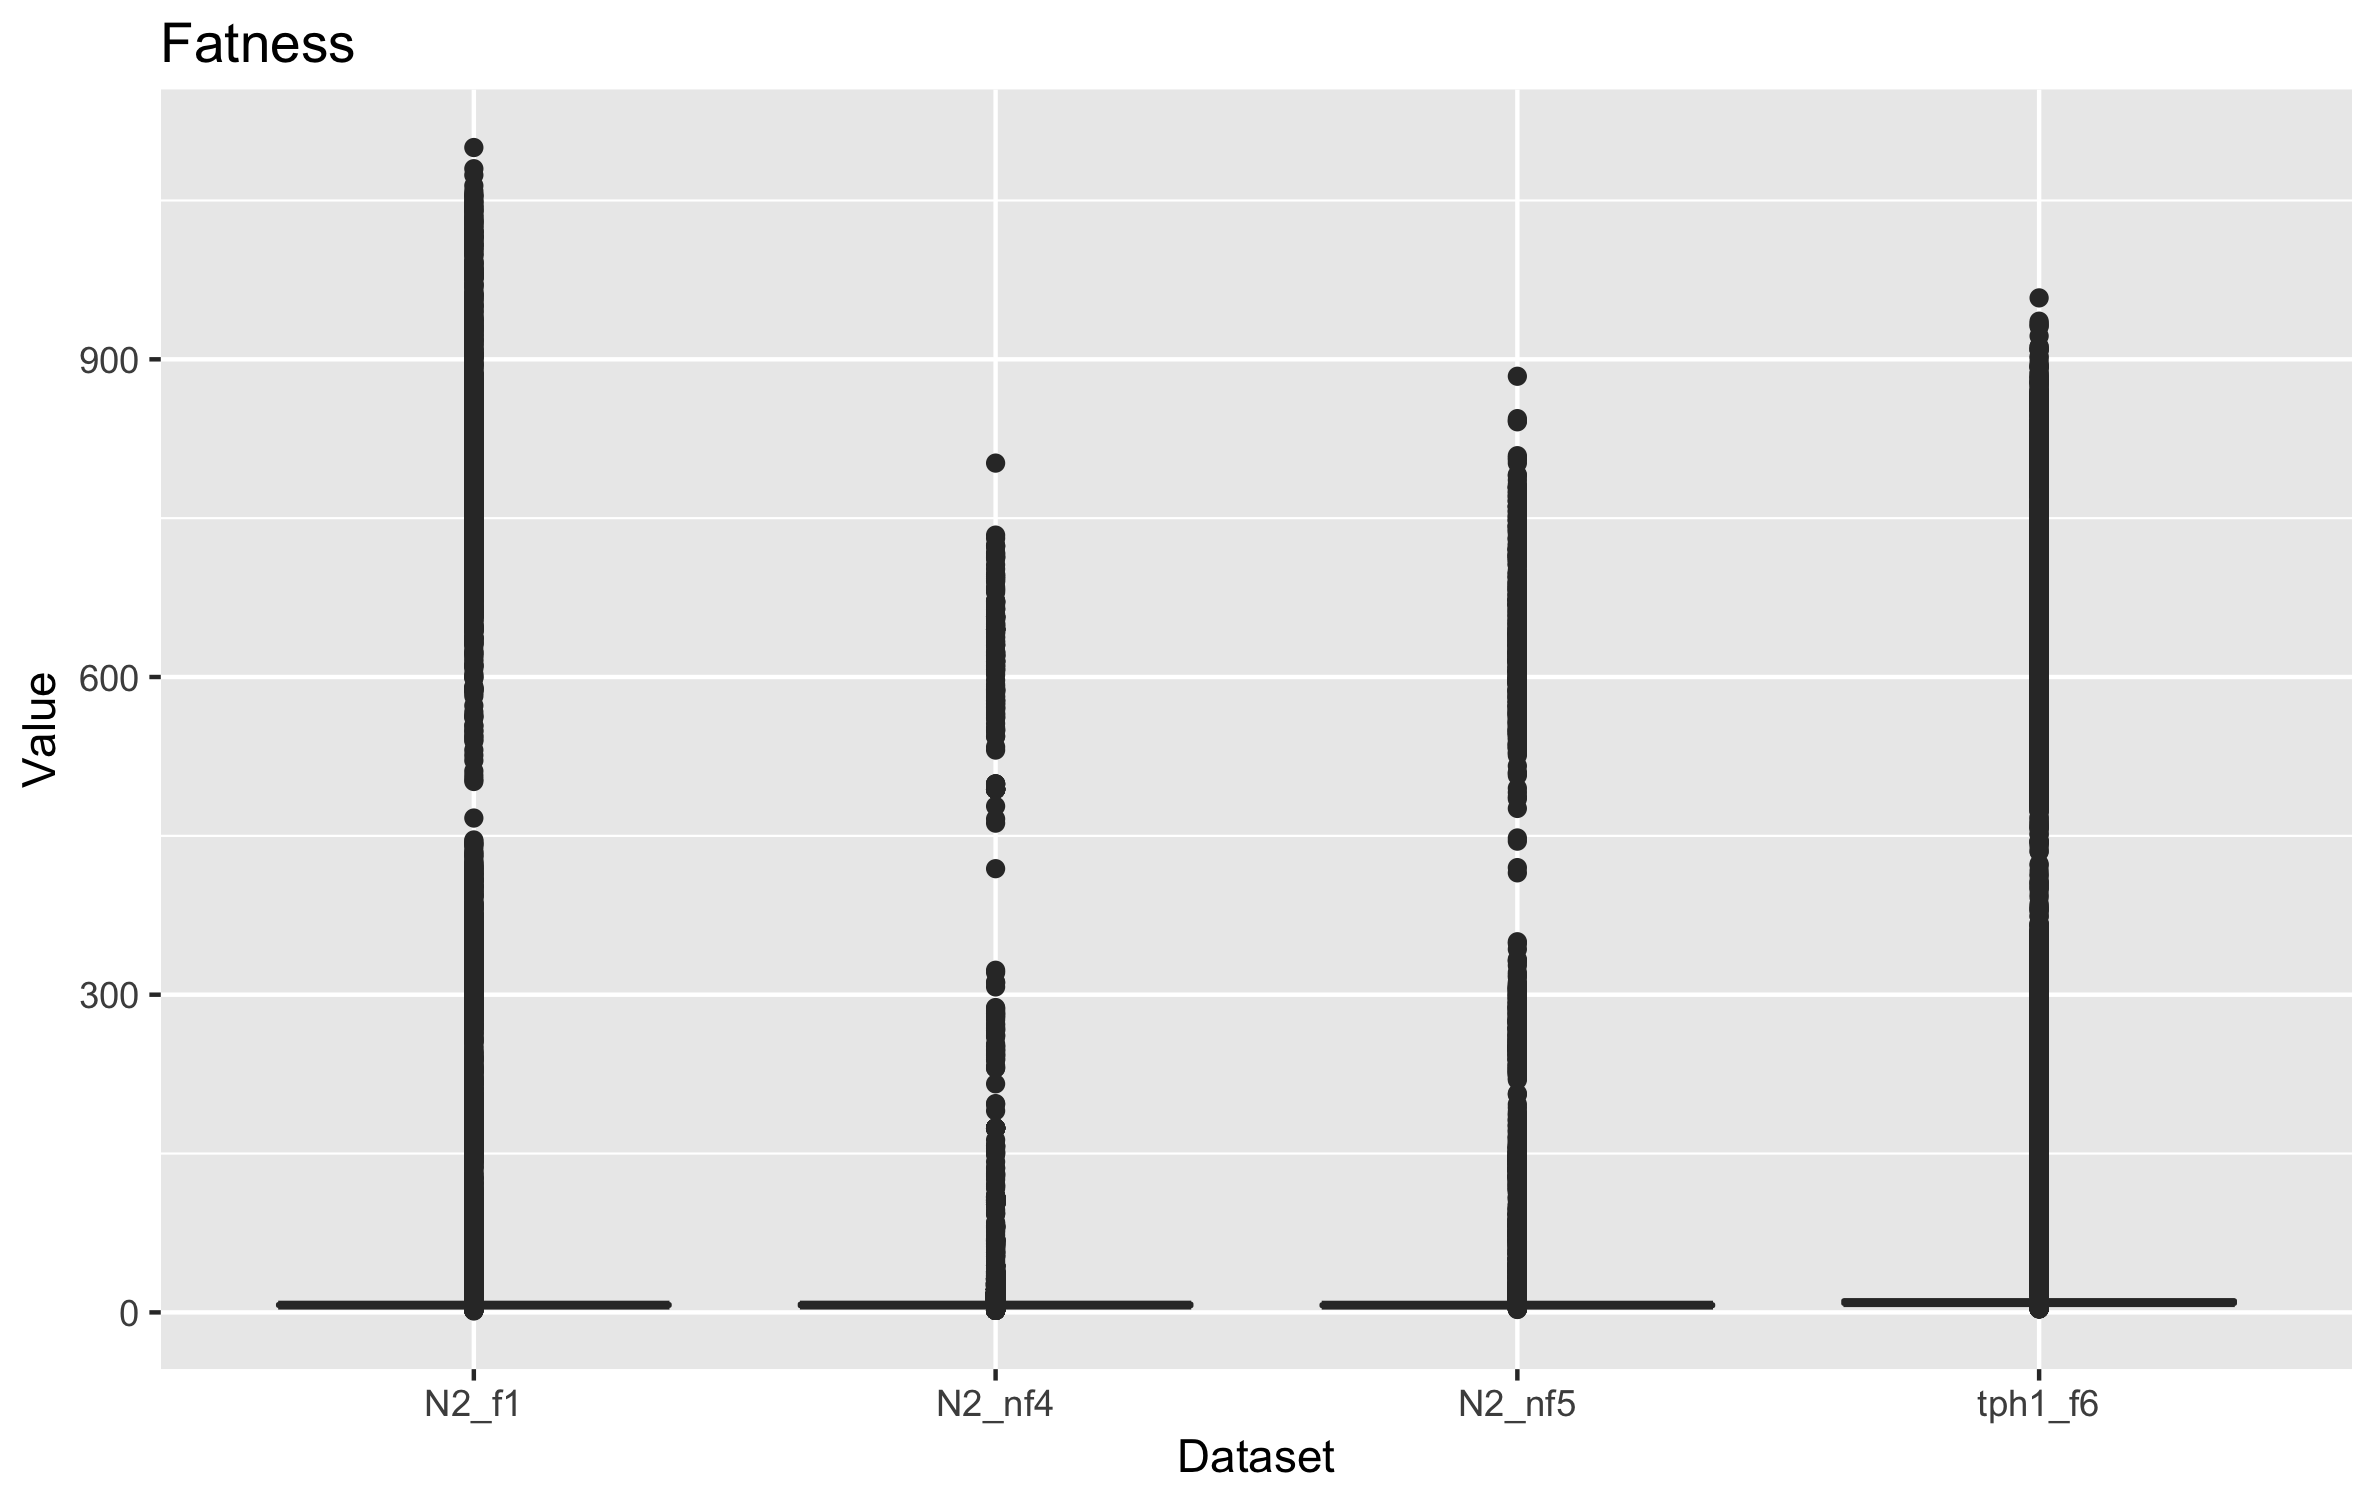 Fatness
Value
900
600
300
0
N2_f1 N2_nf4 N2_nf5 tph1_f6
Dataset